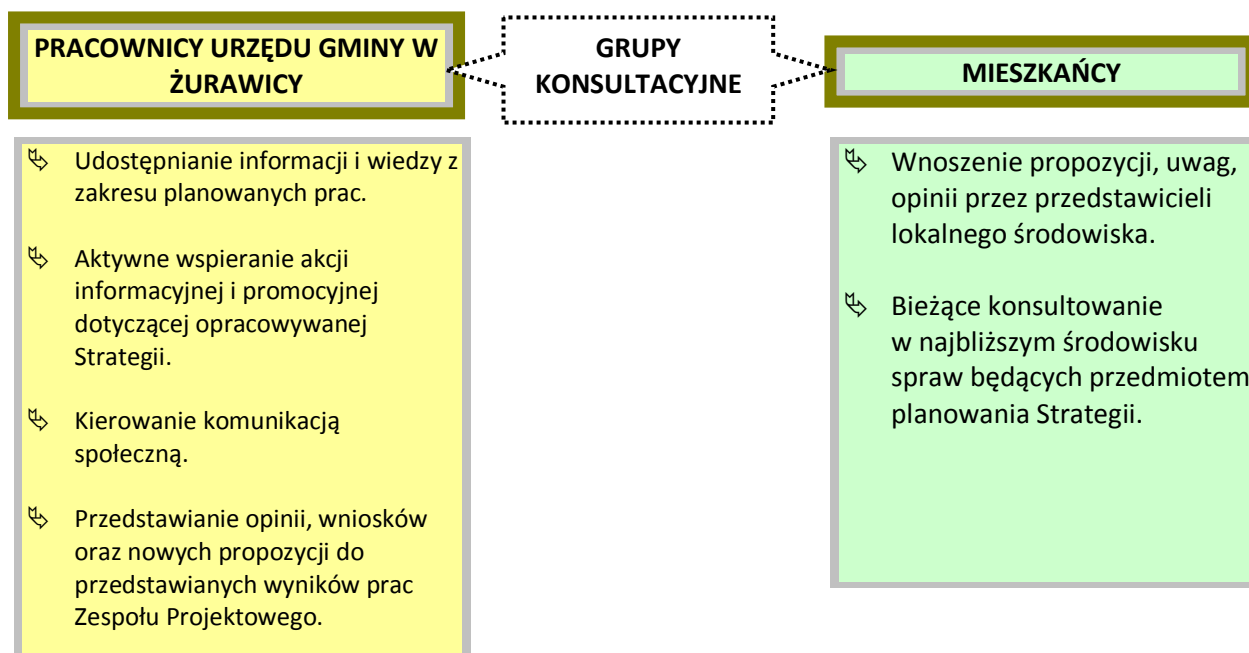 PRACOWNICY URZĘDU GMINY W
ŻURAWICY
GRUPY
KONSULTACYJNE
MIESZKAŃCY
Udostępnianie informacji i wiedzy z
zakresu planowanych prac.
Aktywne wspieranie akcji
informacyjnej i promocyjnej
dotyczącej opracowywanej
Strategii.
Kierowanie komunikacją
społeczną.
Przedstawianie opinii, wniosków
oraz nowych propozycji do
przedstawianych wyników prac
Zespołu Projektowego.
Wnoszenie propozycji, uwag,
opinii przez przedstawicieli
lokalnego środowiska.
Bieżące konsultowanie
w najbliższym środowisku
spraw będących przedmiotem
planowania Strategii.